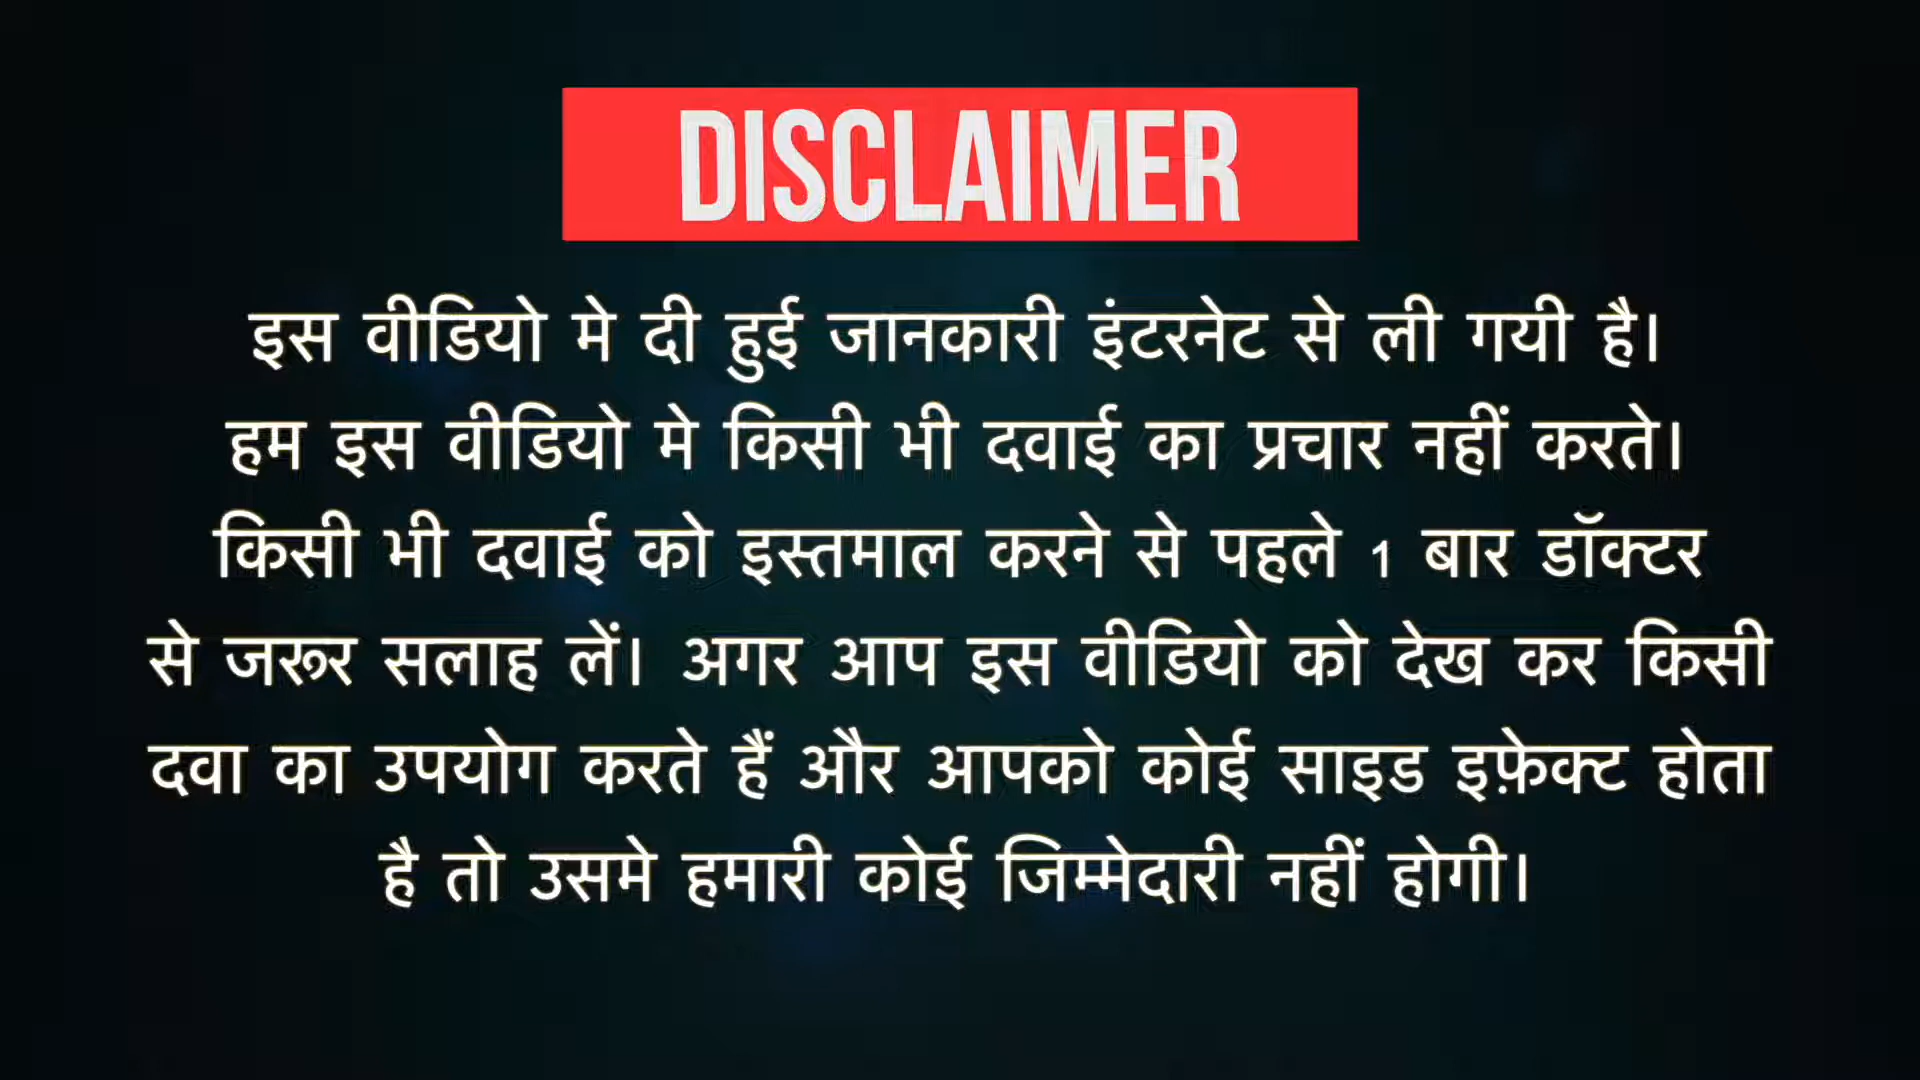 DISCLAIMER
इस वीडियो मे दी हुई जानकारी इंटरनेट से ली गयी है।
हम इस वीडियो मे किसी भी दवाई का प्रचार नहीं करते।
किसी भी दवाई को इस्तमाल करने से पहले 1 बार डॉक्टर
से जरूर सलाह लें। अगर आप इस वीडियो को देख कर किसी
दवा का उपयोग करते हैं और आपको कोई साइड इफ़ेक्ट होता
है तो उसमे हमारी कोई जिम्मेदारी नहीं होगी।